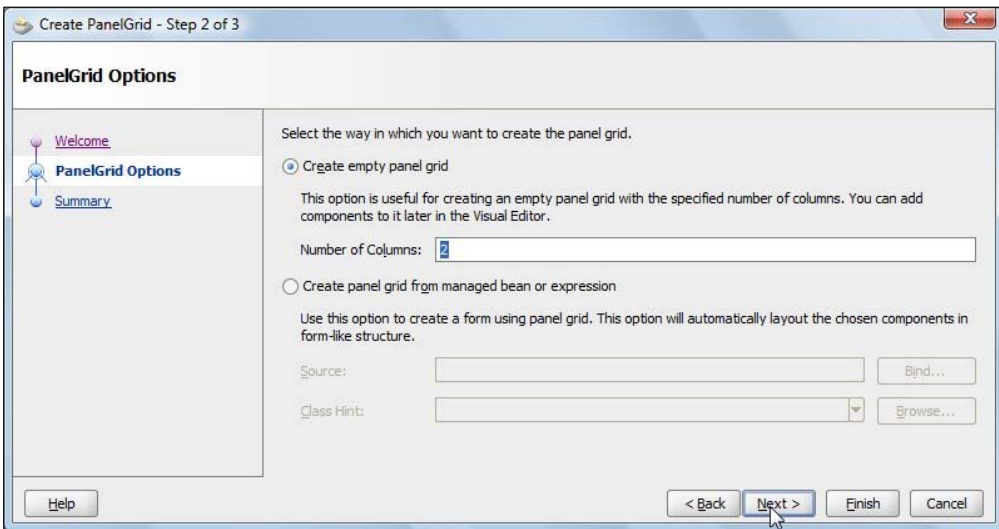 Create PanelGrid - Step 2 of 3
PanelGrid Options
Welcome
PanelGrid Options
Summary
Select the way in which you want to create the panel grid.
Create empty panel grid
This option is useful for creating an empty panel grid with the specified number of columns. You can add
components to it later in the Visual Editor.
Number of Columns: 2
Create panel grid from managed bean or expression
Use this option to create a form using panel grid. This option will automatically layout the chosen components in
form-like structure.
Source: Bind...
Class Hint: Browse...
Help < Back Next > Finish Cancel